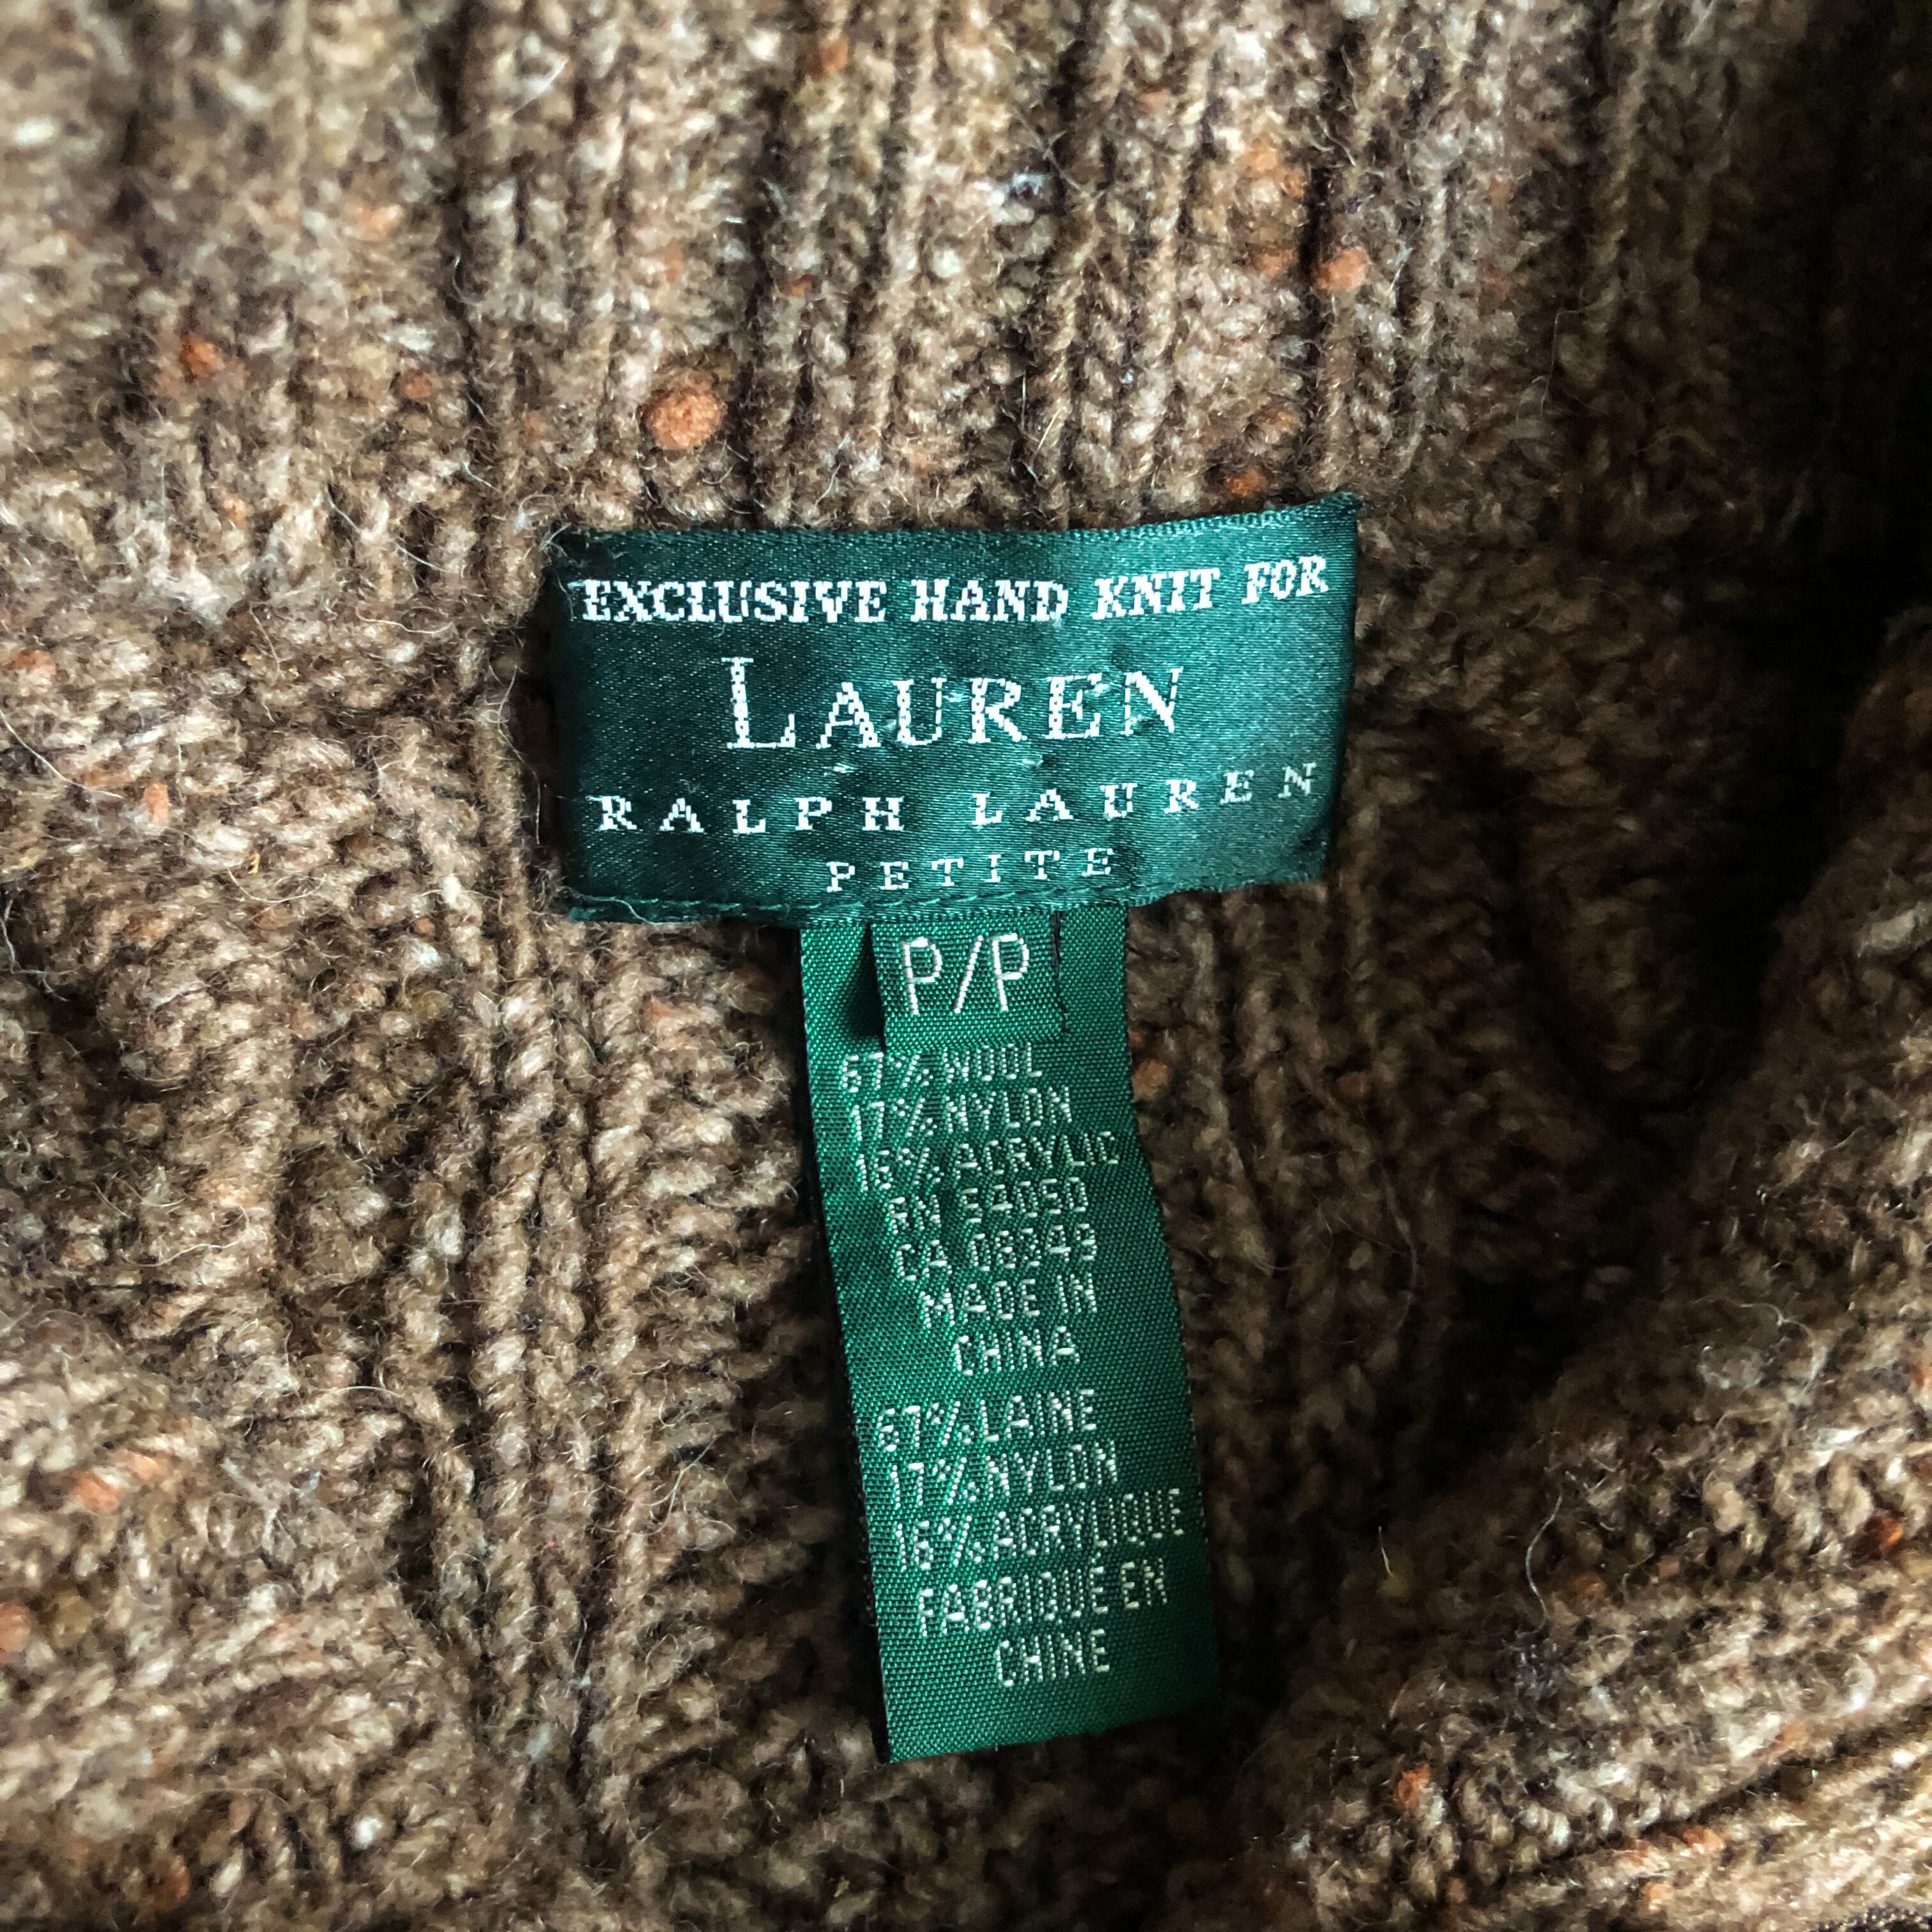 EXCLUSIVE HAND KNIT FOR
LAUREN
RALPH LAUREN
PETITE
P/P
67% WOOL
17% NYLON
16% ACRYLIC
RN 54050
CA 08349
MADE IN
CHINA
67% LAINE
17% NYLON
16% ACRYLIQUE
FABRIQUE EN
CHINE